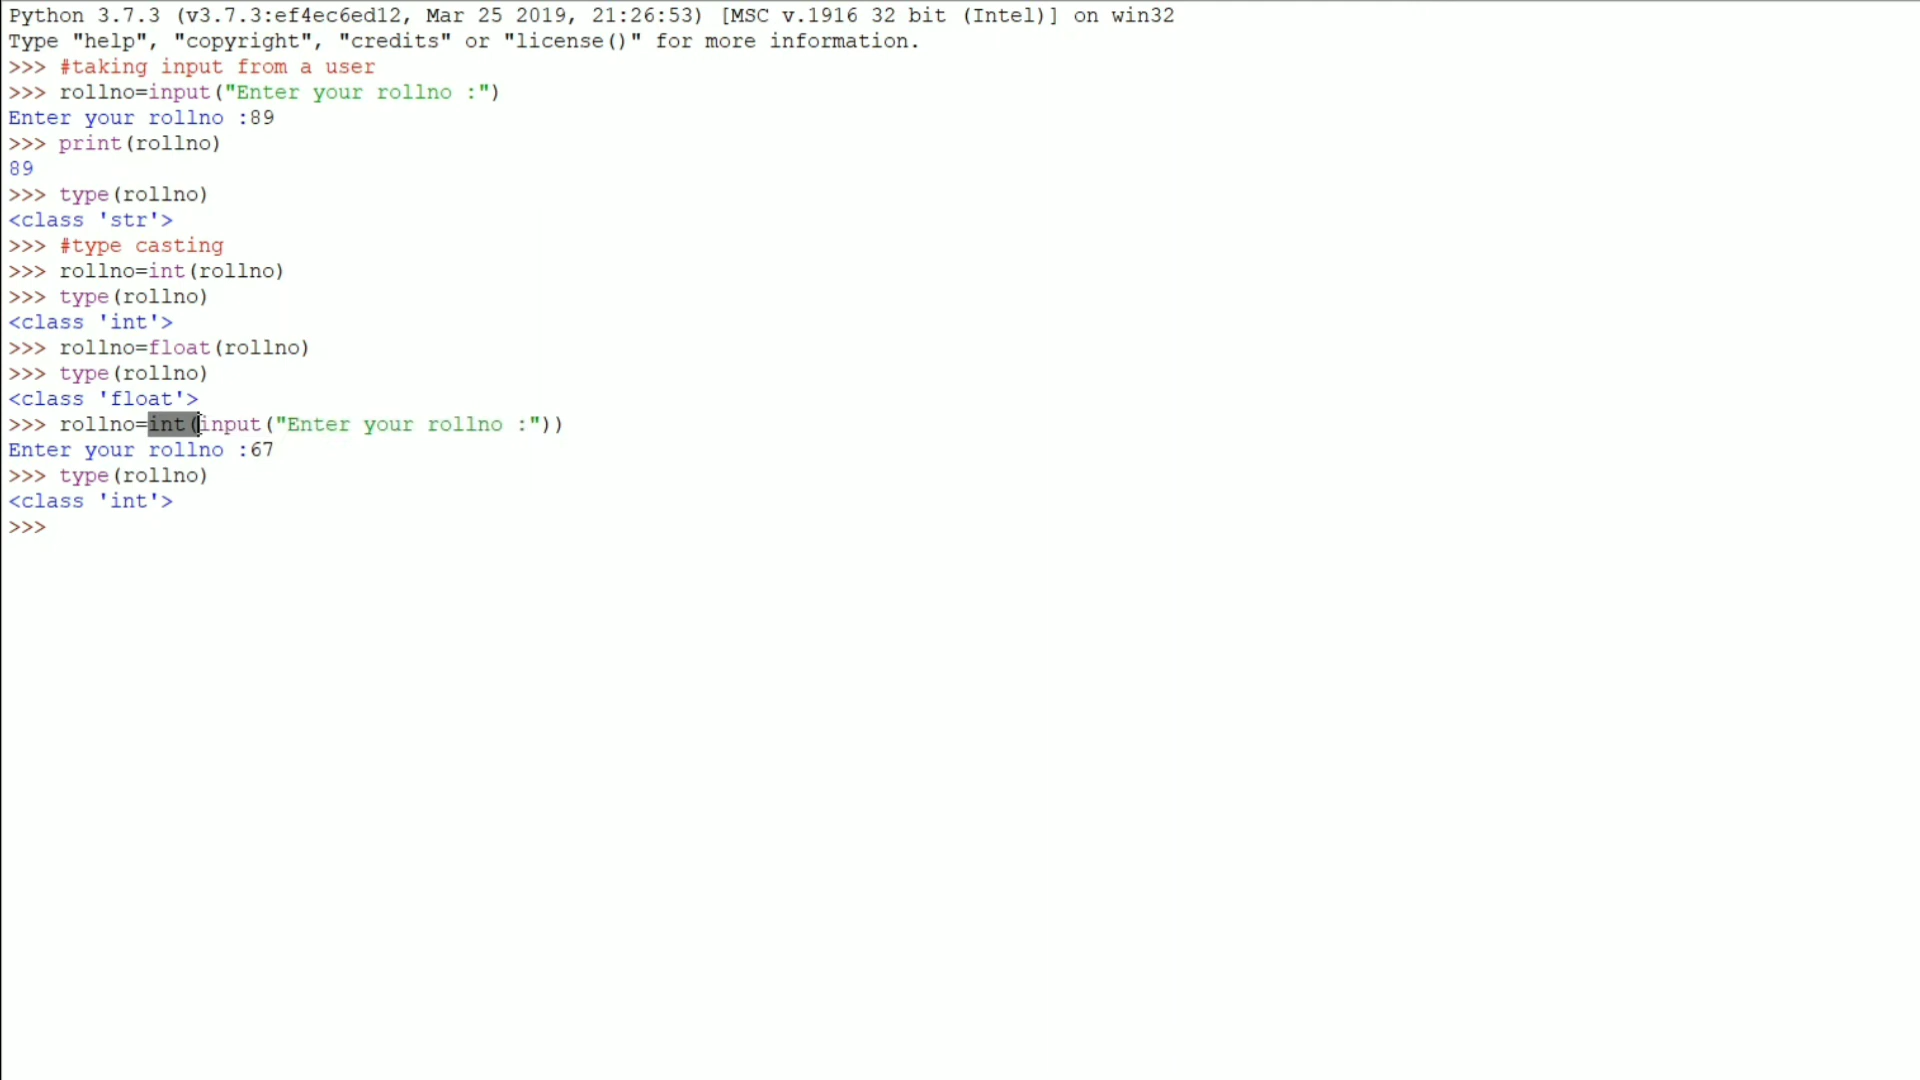 Python 3.7.3 (v3.7.3:ef4ec6ed12, Mar 25 2019, 21:26:53) [MSC v.1916 32 bit (Intel)] on win32
Type "help", "copyright", "credits" or "license()" for more information.
>>> #taking input from a user
>>> rollno=input("Enter your rollno :")
Enter your rollno :89
>>> print(rollno)
89
>>> type(rollno)
<class 'str'>
>>> #type casting
>>> rollno=int(rollno)
>>> type(rollno)
<class 'int'>
>>> rollno=float(rollno)
>>> type(rollno)
<class 'float'>
>>> rollno=int(input("Enter your rollno :"))
Enter your rollno :67
>>> type(rollno)
<class 'int'>
>>>